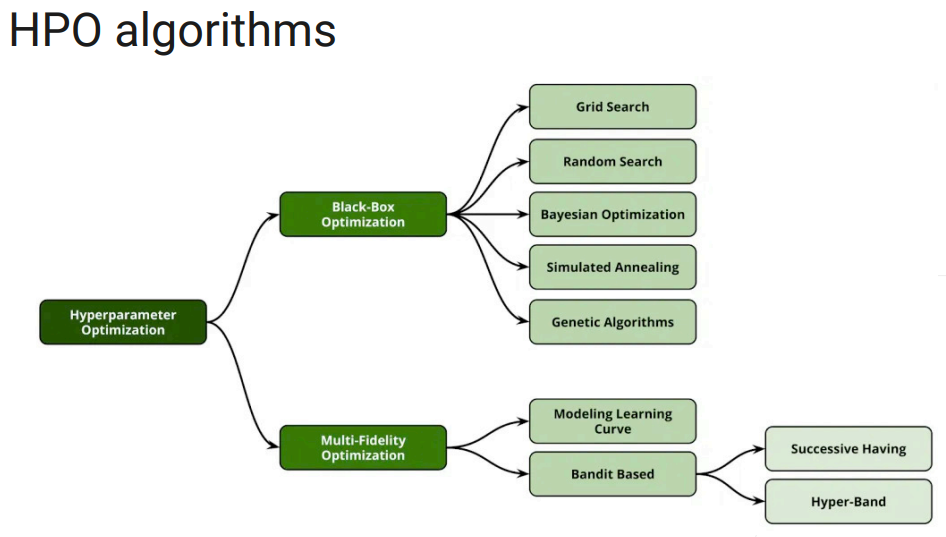 HPO algorithms
Grid Search
Random Search
Black-Box
Optimization
Bayesian Optimization
Simulated Annealing
Genetic Algorithms
Hyperparameter
Optimization
Multi-Fidelity
Optimization
Modeling Learning
Curve
Bandit Based
Successive Having
Hyper-Band